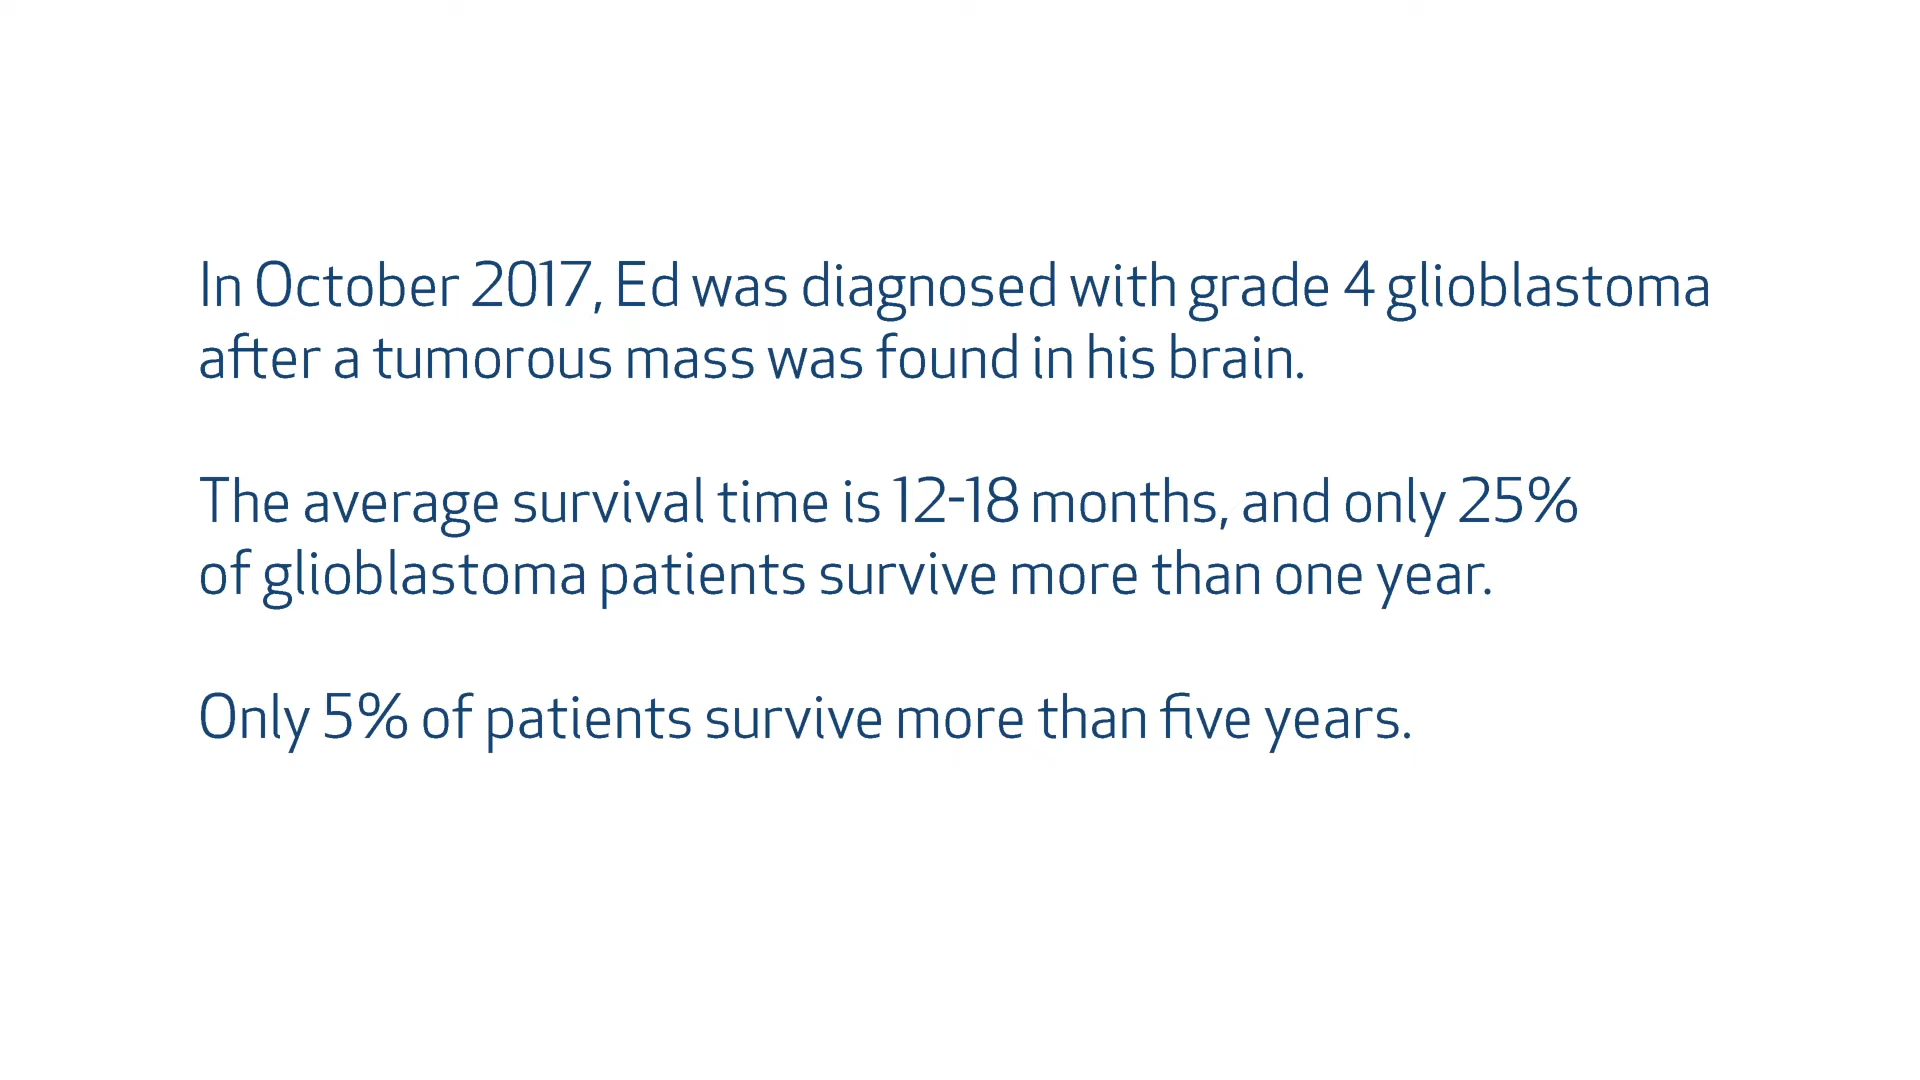 In October 2017, Ed was diagnosed with grade 4 glioblastoma
after a tumorous mass was found in his brain.
The average survival time is 12-18 months, and only 25%
of glioblastoma patients survive more than one year.
Only 5% of patients survive more than five years.